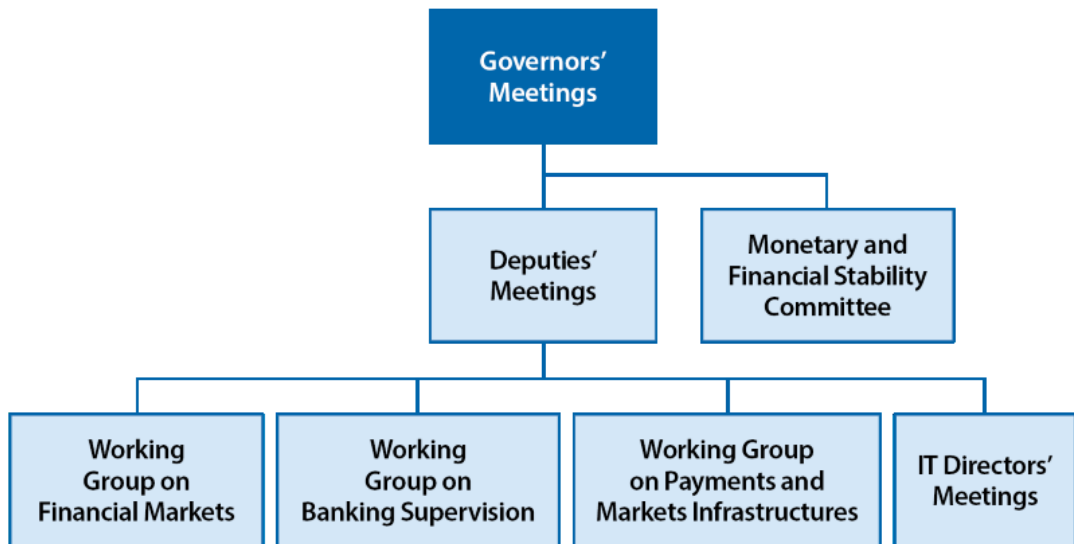 Governors’
Meetings
Deputies’
Meetings
Monetary and
Financial Stability
Committee
Working
Group on
Financial Markets
Working
Group on
Banking Supervision
Working Group
on Payments and
Markets Infrastructures
IT Directors’
Meetings